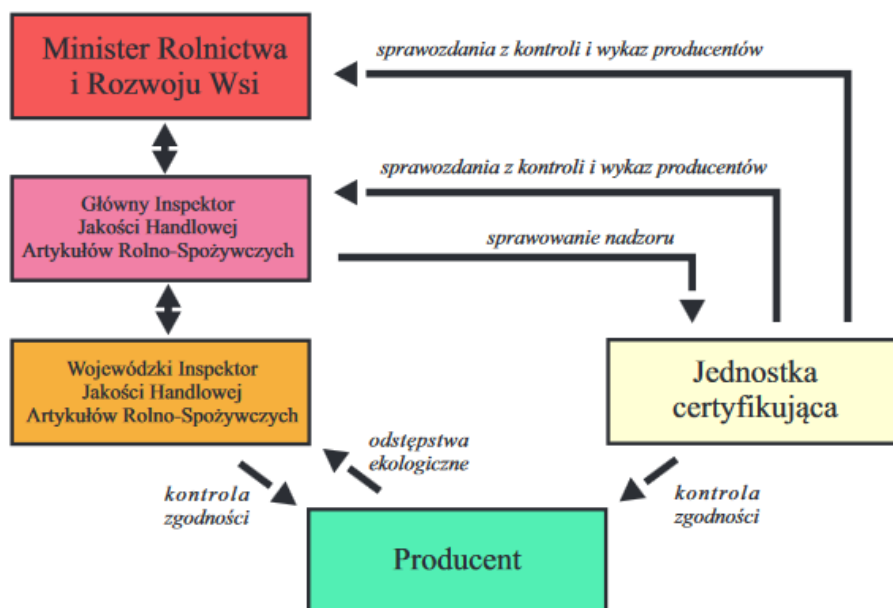 Minister Rolnictwa
i Rozwoju Wsi
sprawozdania z kontroli i wykaz producentów
sprawozdania z kontroli i wykaz producentów
Główny Inspektor
Jakości Handlowej
Artykułów Rolno-Spożywczych
sprawowanie nadzoru
Wojewódzki Inspektor
Jakości Handlowej
Artykułów Rolno-Spożywczych
Jednostka
certyfikująca
odstępstwa
ekologiczne
kontrola
zgodności
kontrola
zgodności
Producent